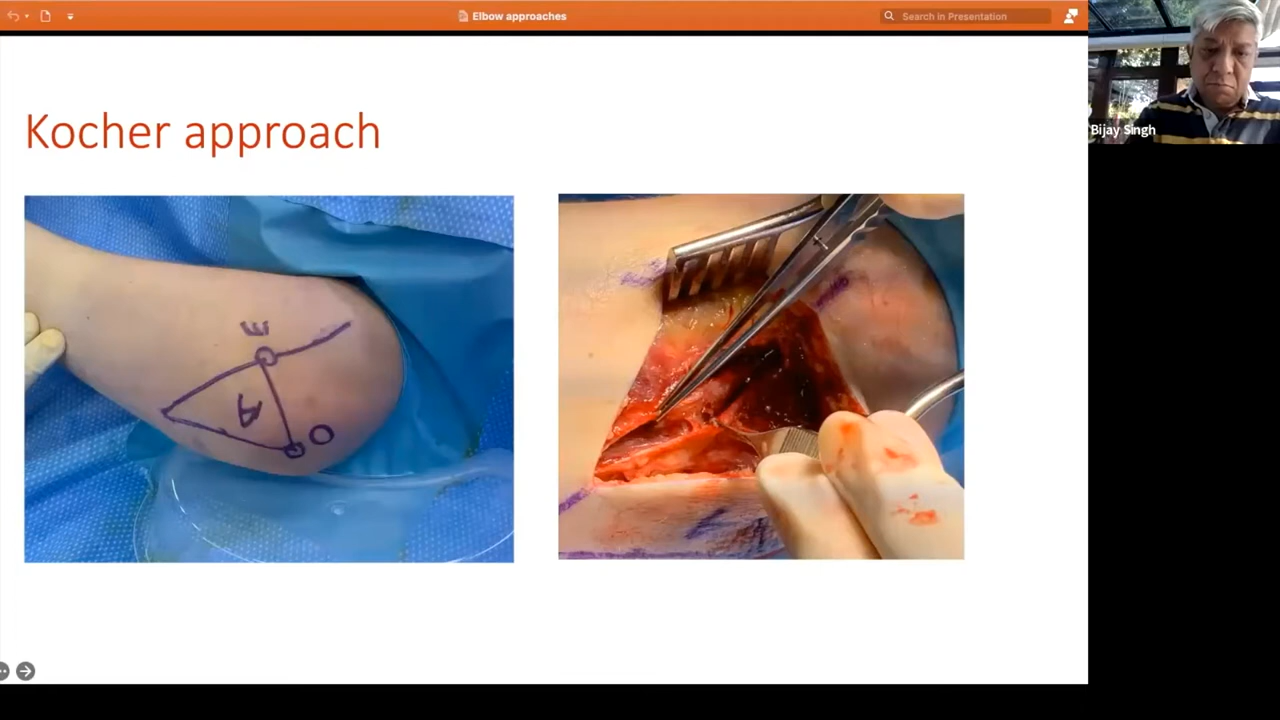 Elbow approaches
Search in Presentation
Bijay Singh
Kocher approach
E
A
O